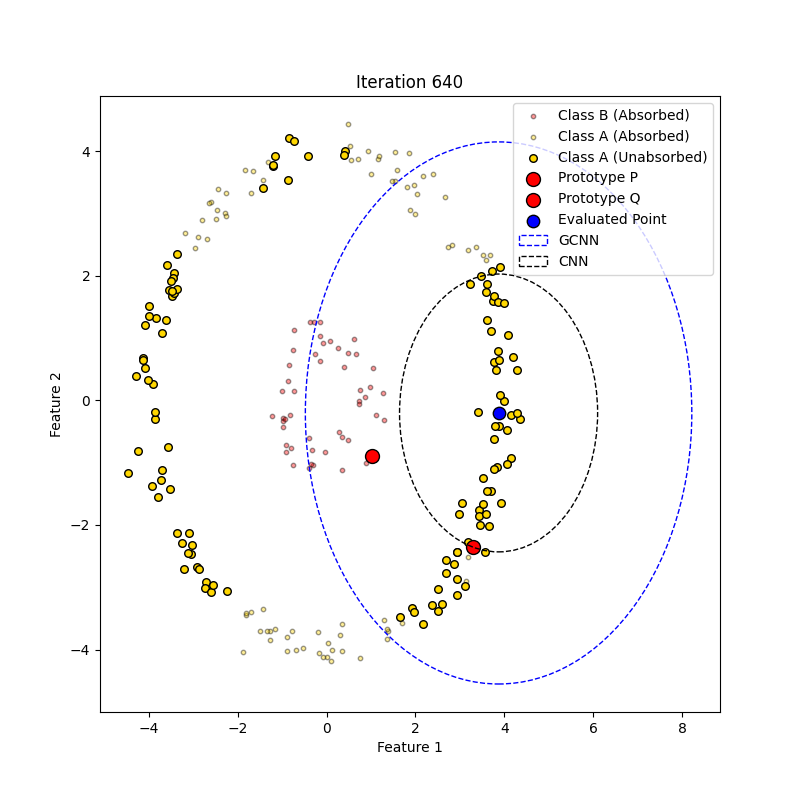 Iteration 640
Class B (Absorbed)
Class A (Absorbed)
Class A (Unabsorbed)
Prototype P
Prototype Q
Evaluated Point
GCNN
CNN
4
2
0
−2
−4
Feature 2
−4 −2 0 2 4 6 8
Feature 1